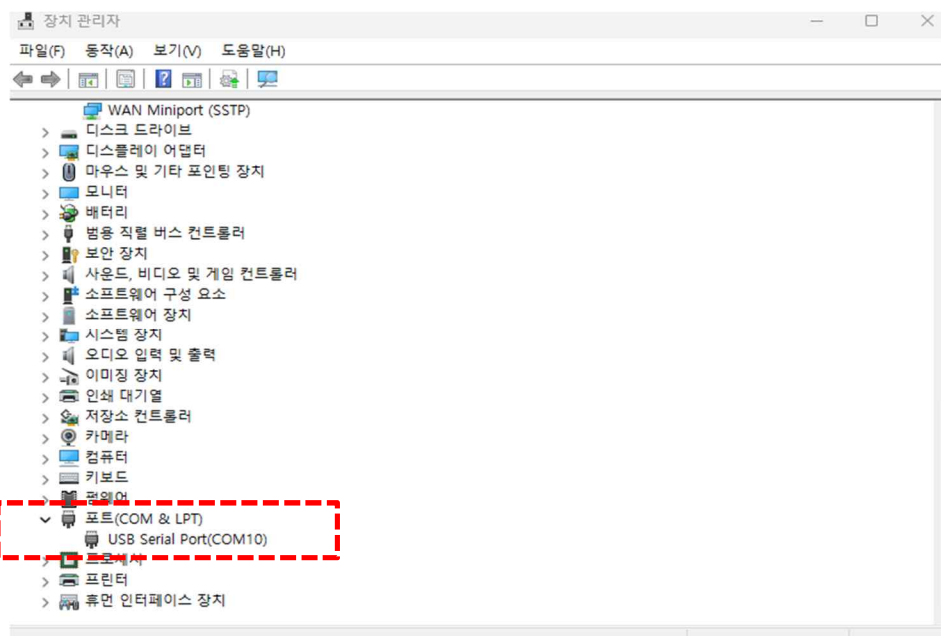 장치 관리자
파일(F) 동작(A) 보기(V) 도움말(H)
WAN Miniport (SSTP)
디스크 드라이브
디스플레이 어댑터
마우스 및 기타 포인팅 장치
모니터
배터리
범용 직렬 버스 컨트롤러
보안 장치
사운드, 비디오 및 게임 컨트롤러
소프트웨어 구성 요소
소프트웨어 장치
시스템 장치
오디오 입력 및 출력
이미징 장치
인쇄 대기열
저장소 컨트롤러
카메라
컴퓨터
키보드
펌웨어
포트(COM & LPT)
USB Serial Port(COM10)
프로세서
프린터
휴먼 인터페이스 장치